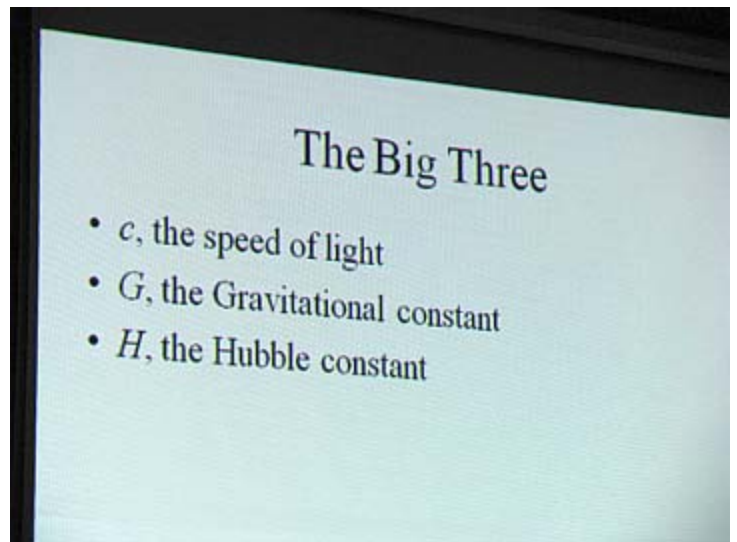 The Big Three
• c, the speed of light
• G, the Gravitational constant
• H, the Hubble constant